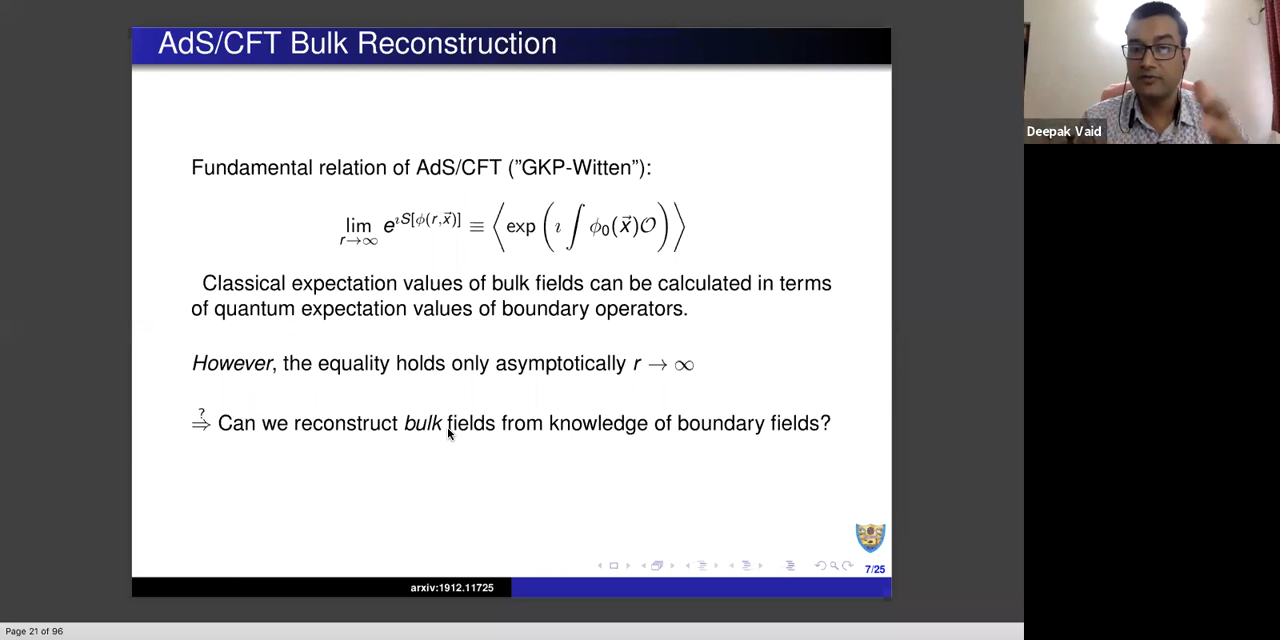 AdS/CFT Bulk Reconstruction
Deepak Vaid
Fundamental relation of AdS/CFT ("GKP-Witten"):
lim r→∞ e^{ıS[ϕ(r,x⃗)]} ≡ ⟨exp(ı∫ϕ₀(x⃗)𝒪)⟩
Classical expectation values of bulk fields can be calculated in terms
of quantum expectation values of boundary operators.
However, the equality holds only asymptotically r → ∞
?⇒ Can we reconstruct bulk fields from knowledge of boundary fields?
7/25
arxiv:1912.11725
Page 21 of 96